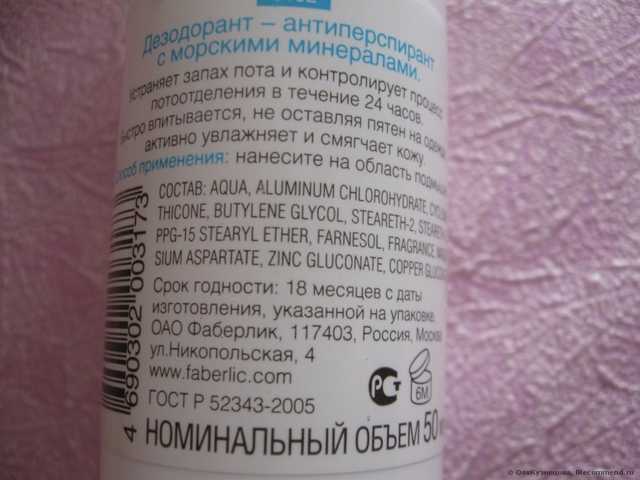 Дезодорант – антиперспирант
с морскими минералами.
устраняет запах пота и контролирует процесс
потоотделения в течение 24 часов.
быстро впитывается, не оставляя пятен на
активно увлажняет и смягчает кожу
способ применения: нанесите на область
СОСТАВ: AQUA, ALUMINUM CHLOROHYDRATE,
THICONE, BUTYLENE GLYCOL, STEARETH-2,
PPG-15 STEARYL ETHER, FARNESOL, FRAGRANCE,
SIUM ASPARTATE, ZINC GLUCONATE, COPPER
Срок годности: 18 месяцев с даты
изготовления, указанной на упаковке.
ОАО Фаберлик, 117403, Россия, Москва
ул.Никопольская, 4
www.faberlic.com
ГОСТ Р 52343-2005
РСТ
6M
НОМИНАЛЬНЫЙ ОБЪЕМ 50
4 690302 003173
© ОляКузнецова, IRecommend.ru